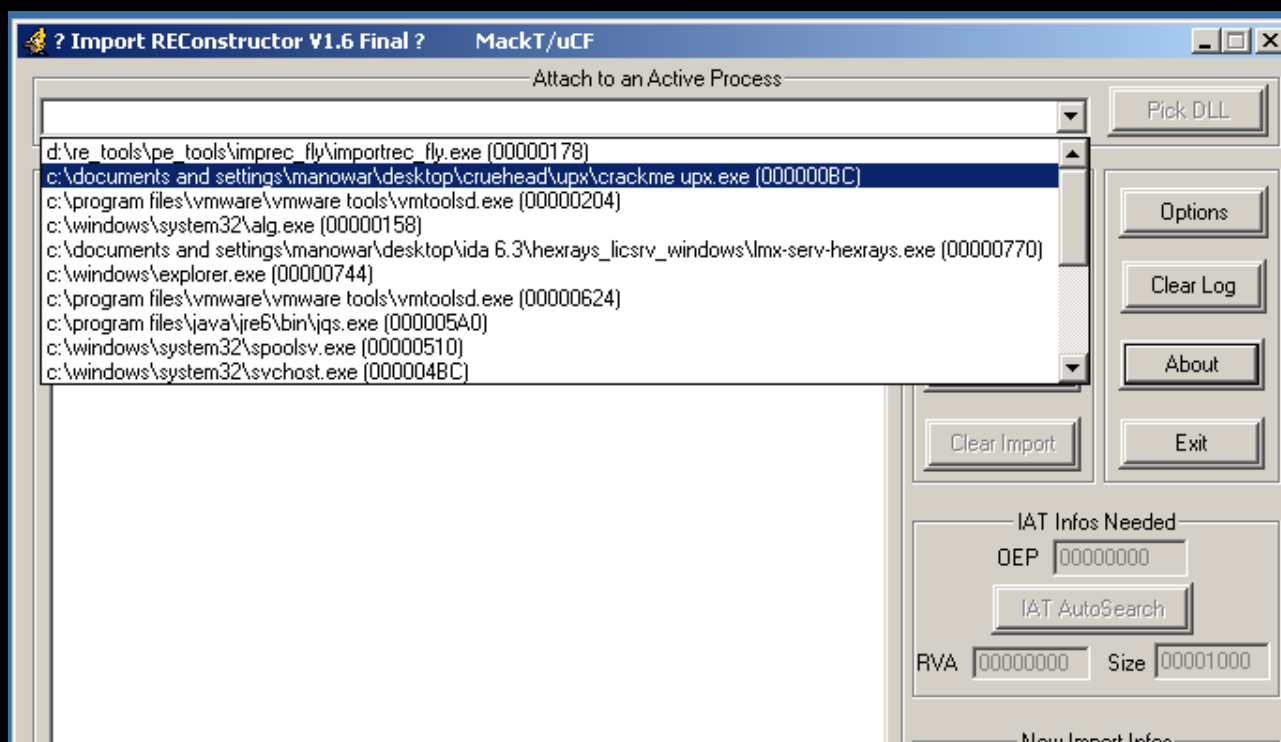 ? Import REConstructor V1.6 Final ? MackT/uCF
Attach to an Active Process
Pick DLL
d:\re_tools\pe_tools\imprec_fly\importrec_fly.exe (00000178)
c:\documents and settings\manowar\desktop\cruehead\upx\crackme upx.exe (000000BC)
c:\program files\vmware\vmware tools\vmtoolsd.exe (00000204)
c:\windows\system32\alg.exe (00000158)
c:\documents and settings\manowar\desktop\ida 6.3\hexrays_licsrv_windows\lmx-serv-hexrays.exe (00000770)
c:\windows\explorer.exe (00000744)
c:\program files\vmware\vmware tools\vmtoolsd.exe (00000624)
c:\program files\java\jre6\bin\jqs.exe (000005A0)
c:\windows\system32\spoolsv.exe (00000510)
c:\windows\system32\svchost.exe (000004BC)
Options
Clear Log
About
Clear Import
Exit
IAT Infos Needed
OEP 00000000
IAT AutoSearch
RVA 00000000 Size 00001000
New Import Infos